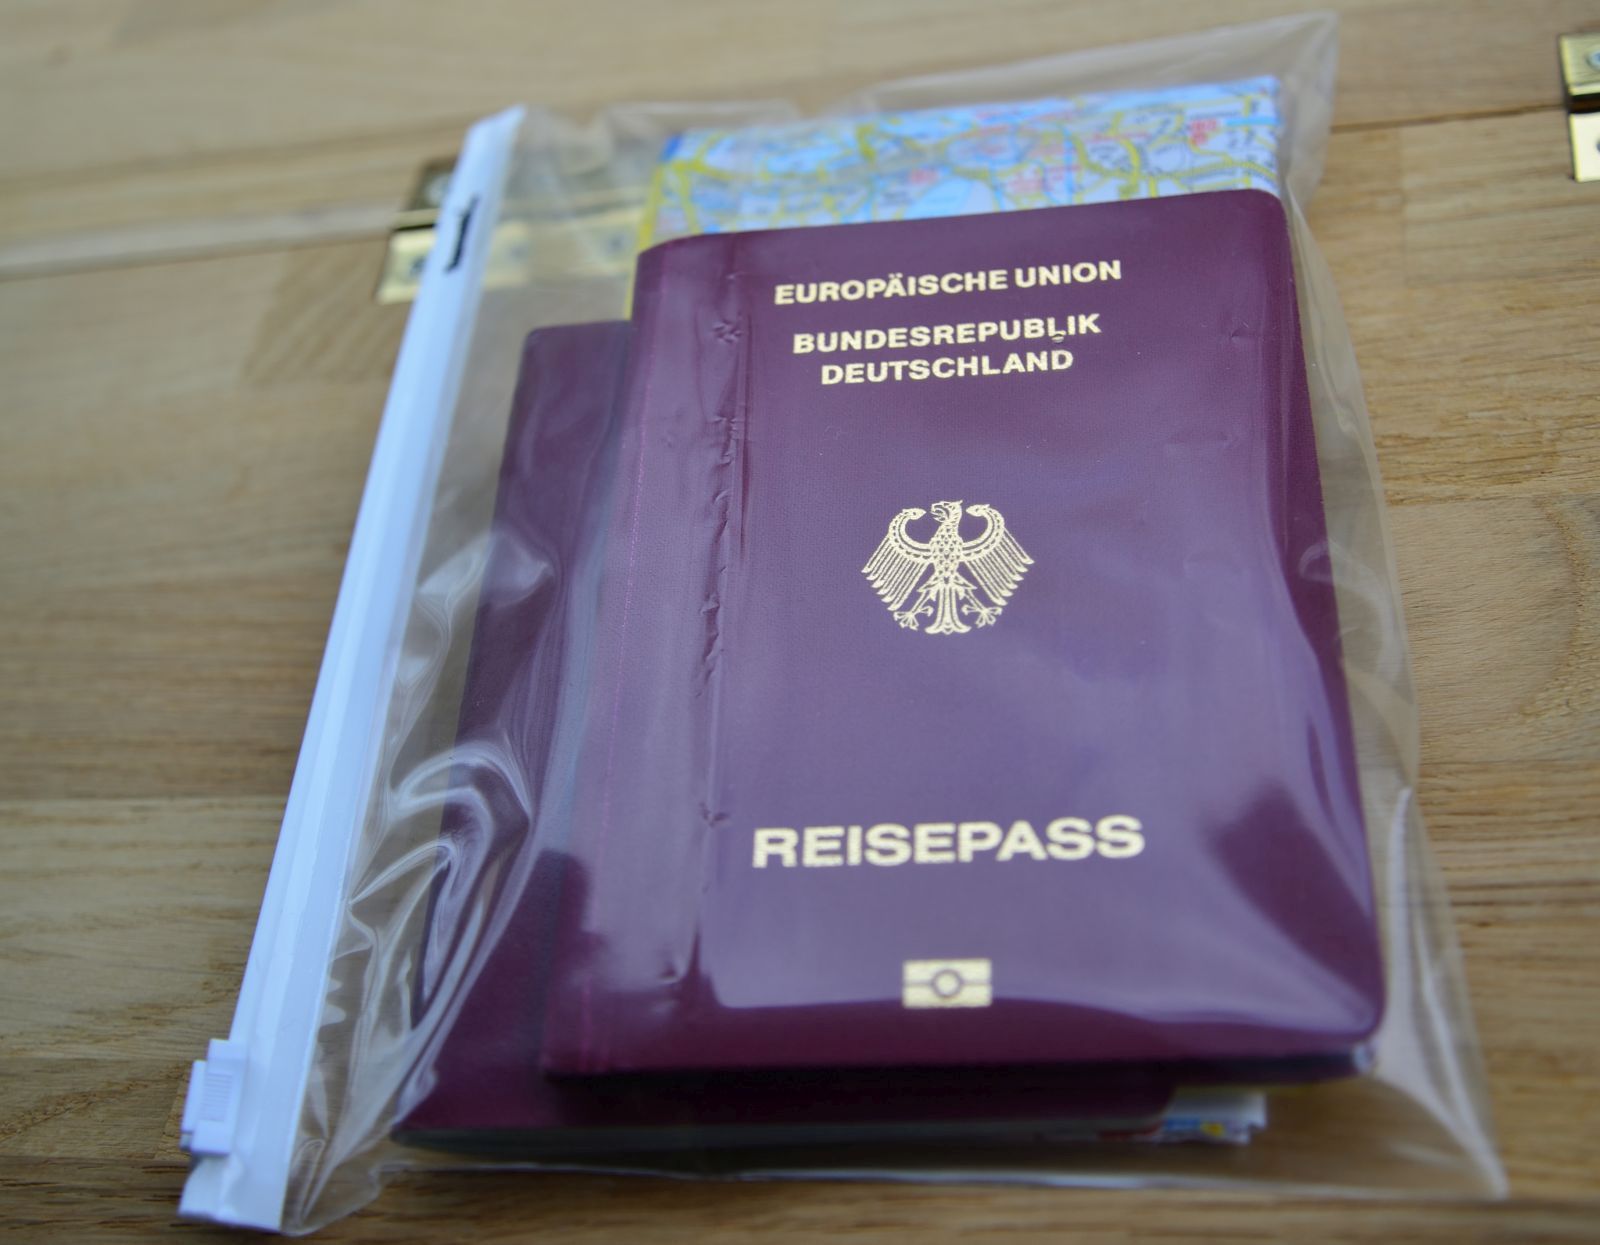 EUROPÄISCHE UNION
BUNDESREPUBLIK
DEUTSCHLAND
REISEPASS